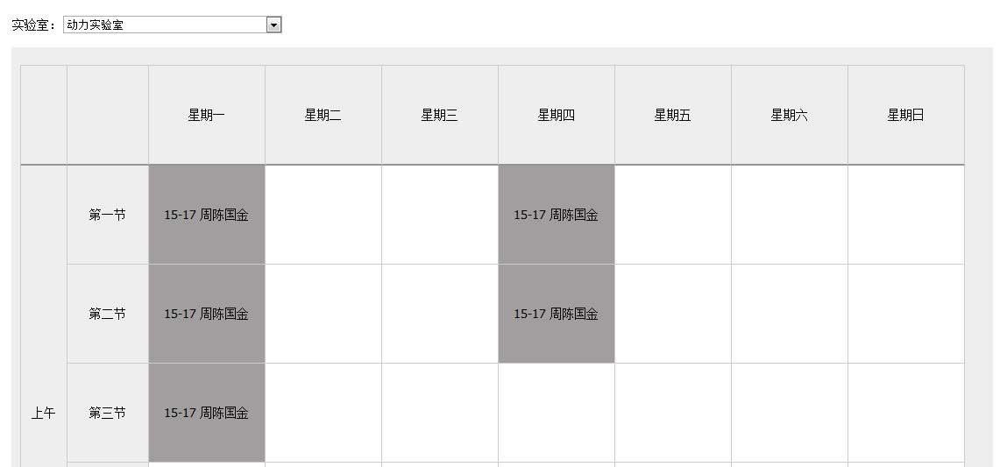 实验室： 动力实验室
星期一 星期二 星期三 星期四 星期五 星期六 星期日
第一节 15-17 周陈国金 15-17 周陈国金
第二节 15-17 周陈国金 15-17 周陈国金
上午 第三节 15-17 周陈国金